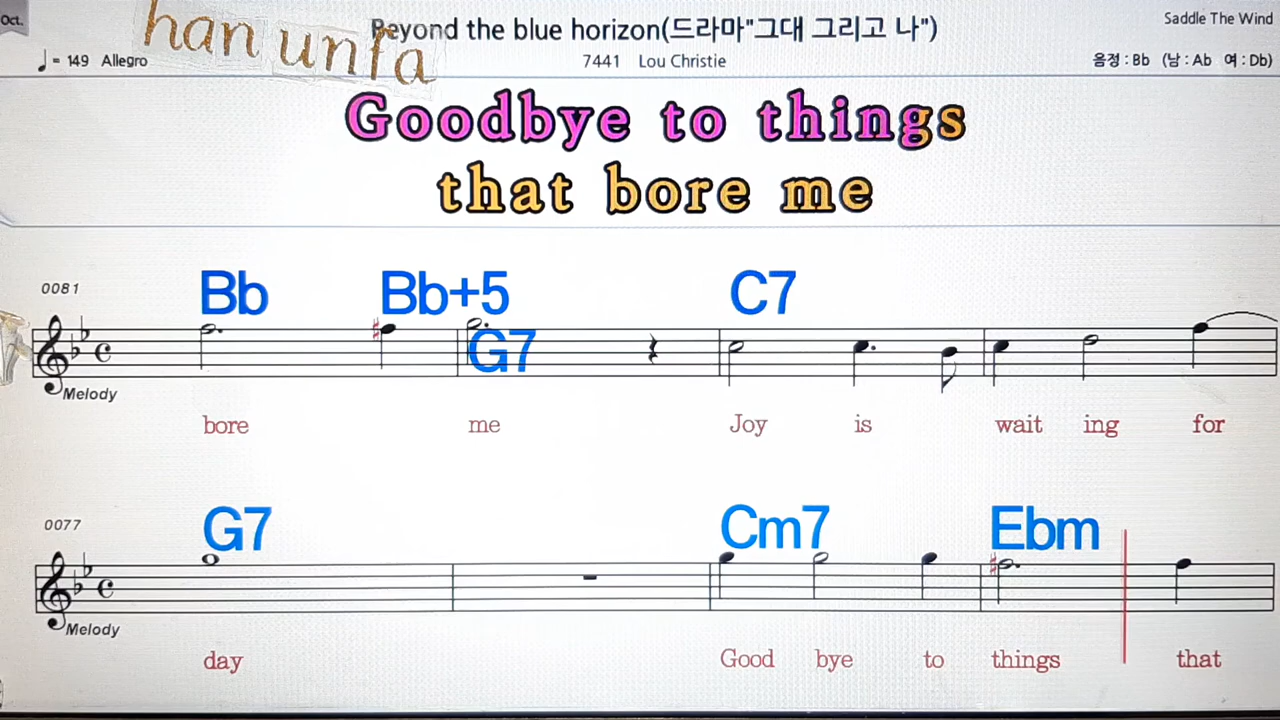 Oct.
han unfa
Beyond the blue horizon(드라마"그대 그리고 나")
Saddle The Wind
♩= 149 Allegro
7441 Lou Christie
음정 : Bb (남 : Ab 여 : Db)
Goodbye to things
that bore me
0081
Bb Bb+5 G7 C7
Melody
bore me Joy is wait ing for
0077
G7 Cm7 Ebm
Melody
day Good bye to things that